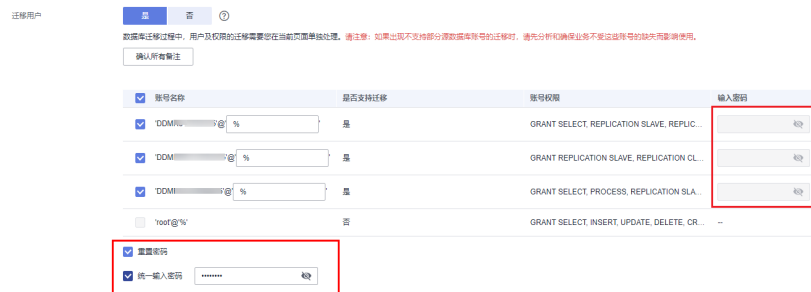 迁移用户 是 否 ?
数据库迁移过程中，用户及权限的迁移需要您在当前页面单独处理。请注意：如果出现不支持部分源数据库账号的迁移时，请先分析和确保业务不受这些账号的缺失而影响使用。
确认所有备注
账号名称 是否支持迁移 账号权限 输入密码
'@' % ' 是 GRANT SELECT, REPLICATION SLAVE, REPLIC...
'DDM '@' % ' 是 GRANT REPLICATION SLAVE, REPLICATION CL...
'@' % ' 是 GRANT SELECT, PROCESS, REPLICATION SLA...
'root'@'%' 否 GRANT SELECT, INSERT, UPDATE, DELETE, CR... --
重置密码
统一输入密码 ........